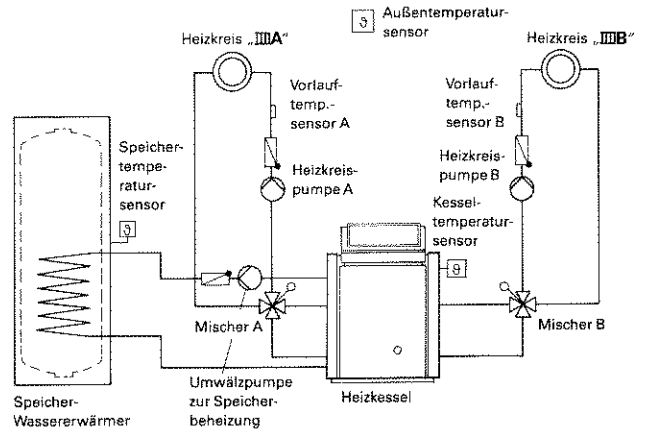 Außentemperatur-
sensor
ϑ
Heizkreis „ⅢA"
Heizkreis „ⅢB"
Vorlauf-
temp.-
sensor A
Vorlauf-
temp.-
sensor B
Speicher-
tempe-
ratur-
sensor
ϑ
Heizkreis-
pumpe A
Heizkreis-
pumpe B
Kessel-
temperatur-
sensor
ϑ
Mischer A
Mischer B
Umwälzpumpe
zur Speicher-
beheizung
Heizkessel
Speicher-
Wassererwärmer